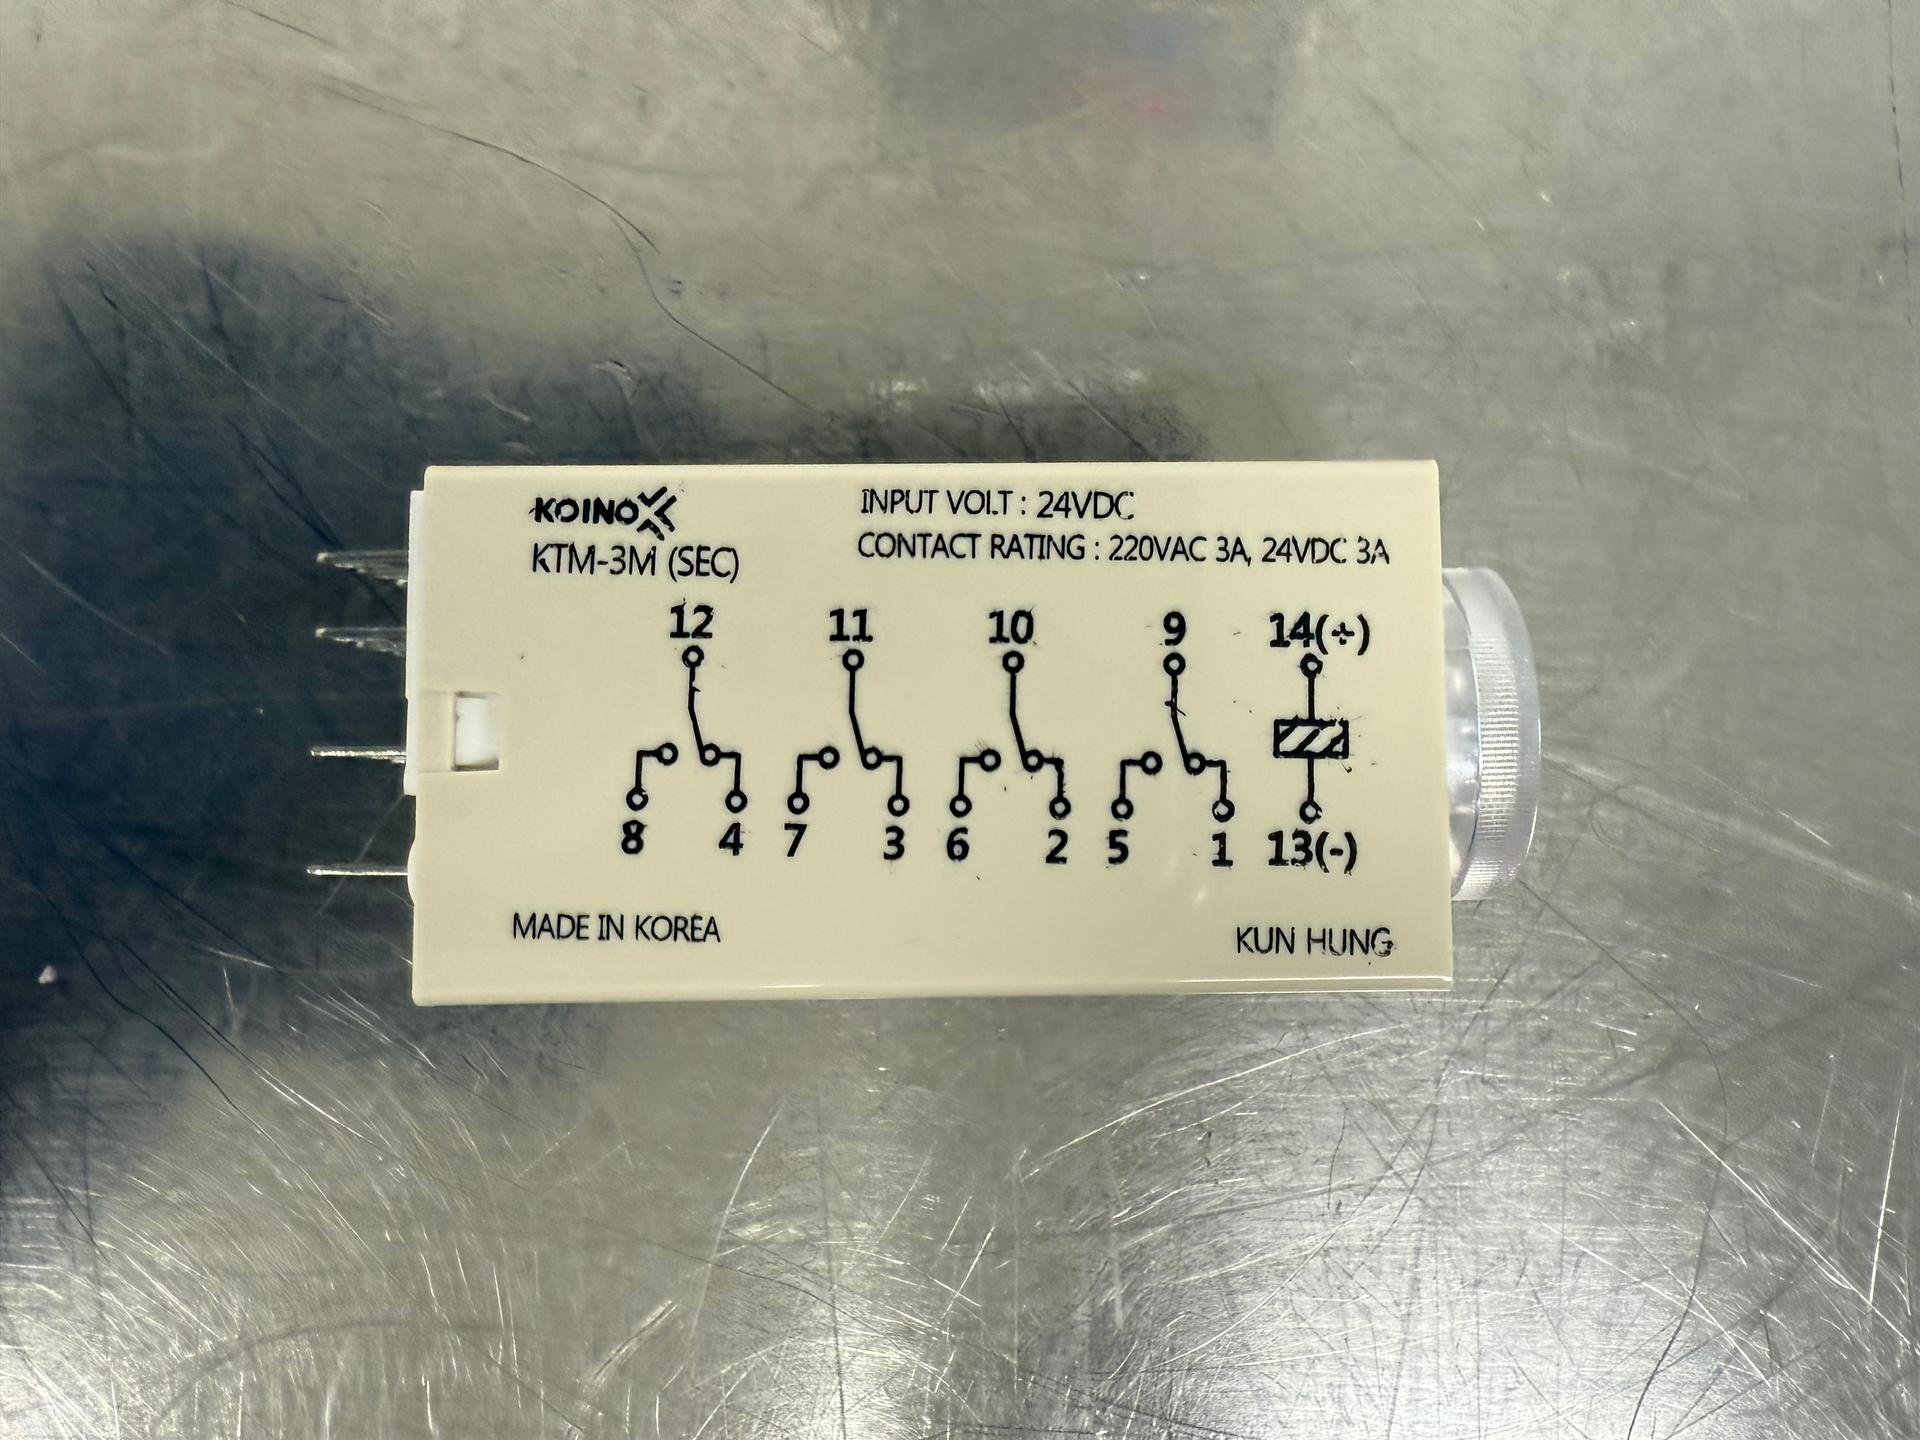 KOINO
INPUT VOLT : 24VDC
KTM-3M (SEC)
CONTACT RATING : 220VAC 3A, 24VDC 3A
12 11 10 9 14(+)
8 4 7 3 6 2 5 1 13(-)
MADE IN KOREA
KUN HUNG